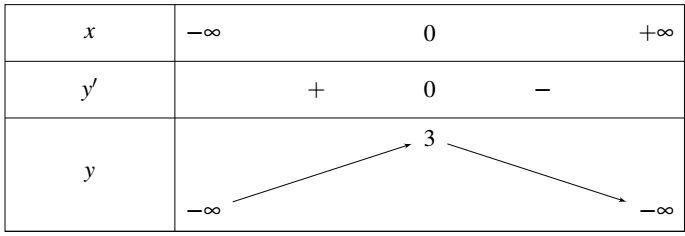 x −∞ 0 +∞
y′ + 0 −
3
y
−∞ −∞